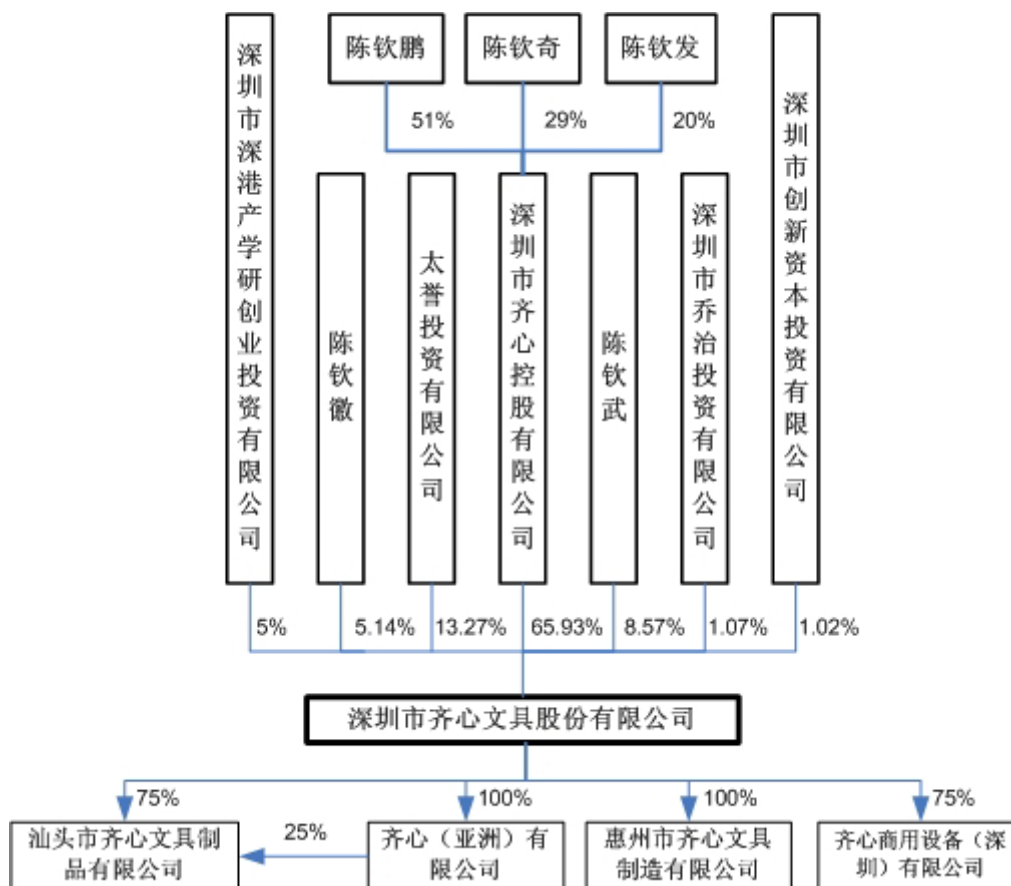 陈钦鹏
陈钦奇
陈钦发
51%
29%
20%
深圳市深港产学研创业投资有限公司
陈钦徽
太誉投资有限公司
深圳市齐心控股有限公司
陈钦武
深圳市乔治投资有限公司
深圳市创新资本投资有限公司
5%
5.14%
13.27%
65.93%
8.57%
1.07%
1.02%
深圳市齐心文具股份有限公司
75%
100%
100%
75%
汕头市齐心文具制
品有限公司
25%
齐心（亚洲）有
限公司
惠州市齐心文具
制造有限公司
齐心商用设备（深
圳）有限公司